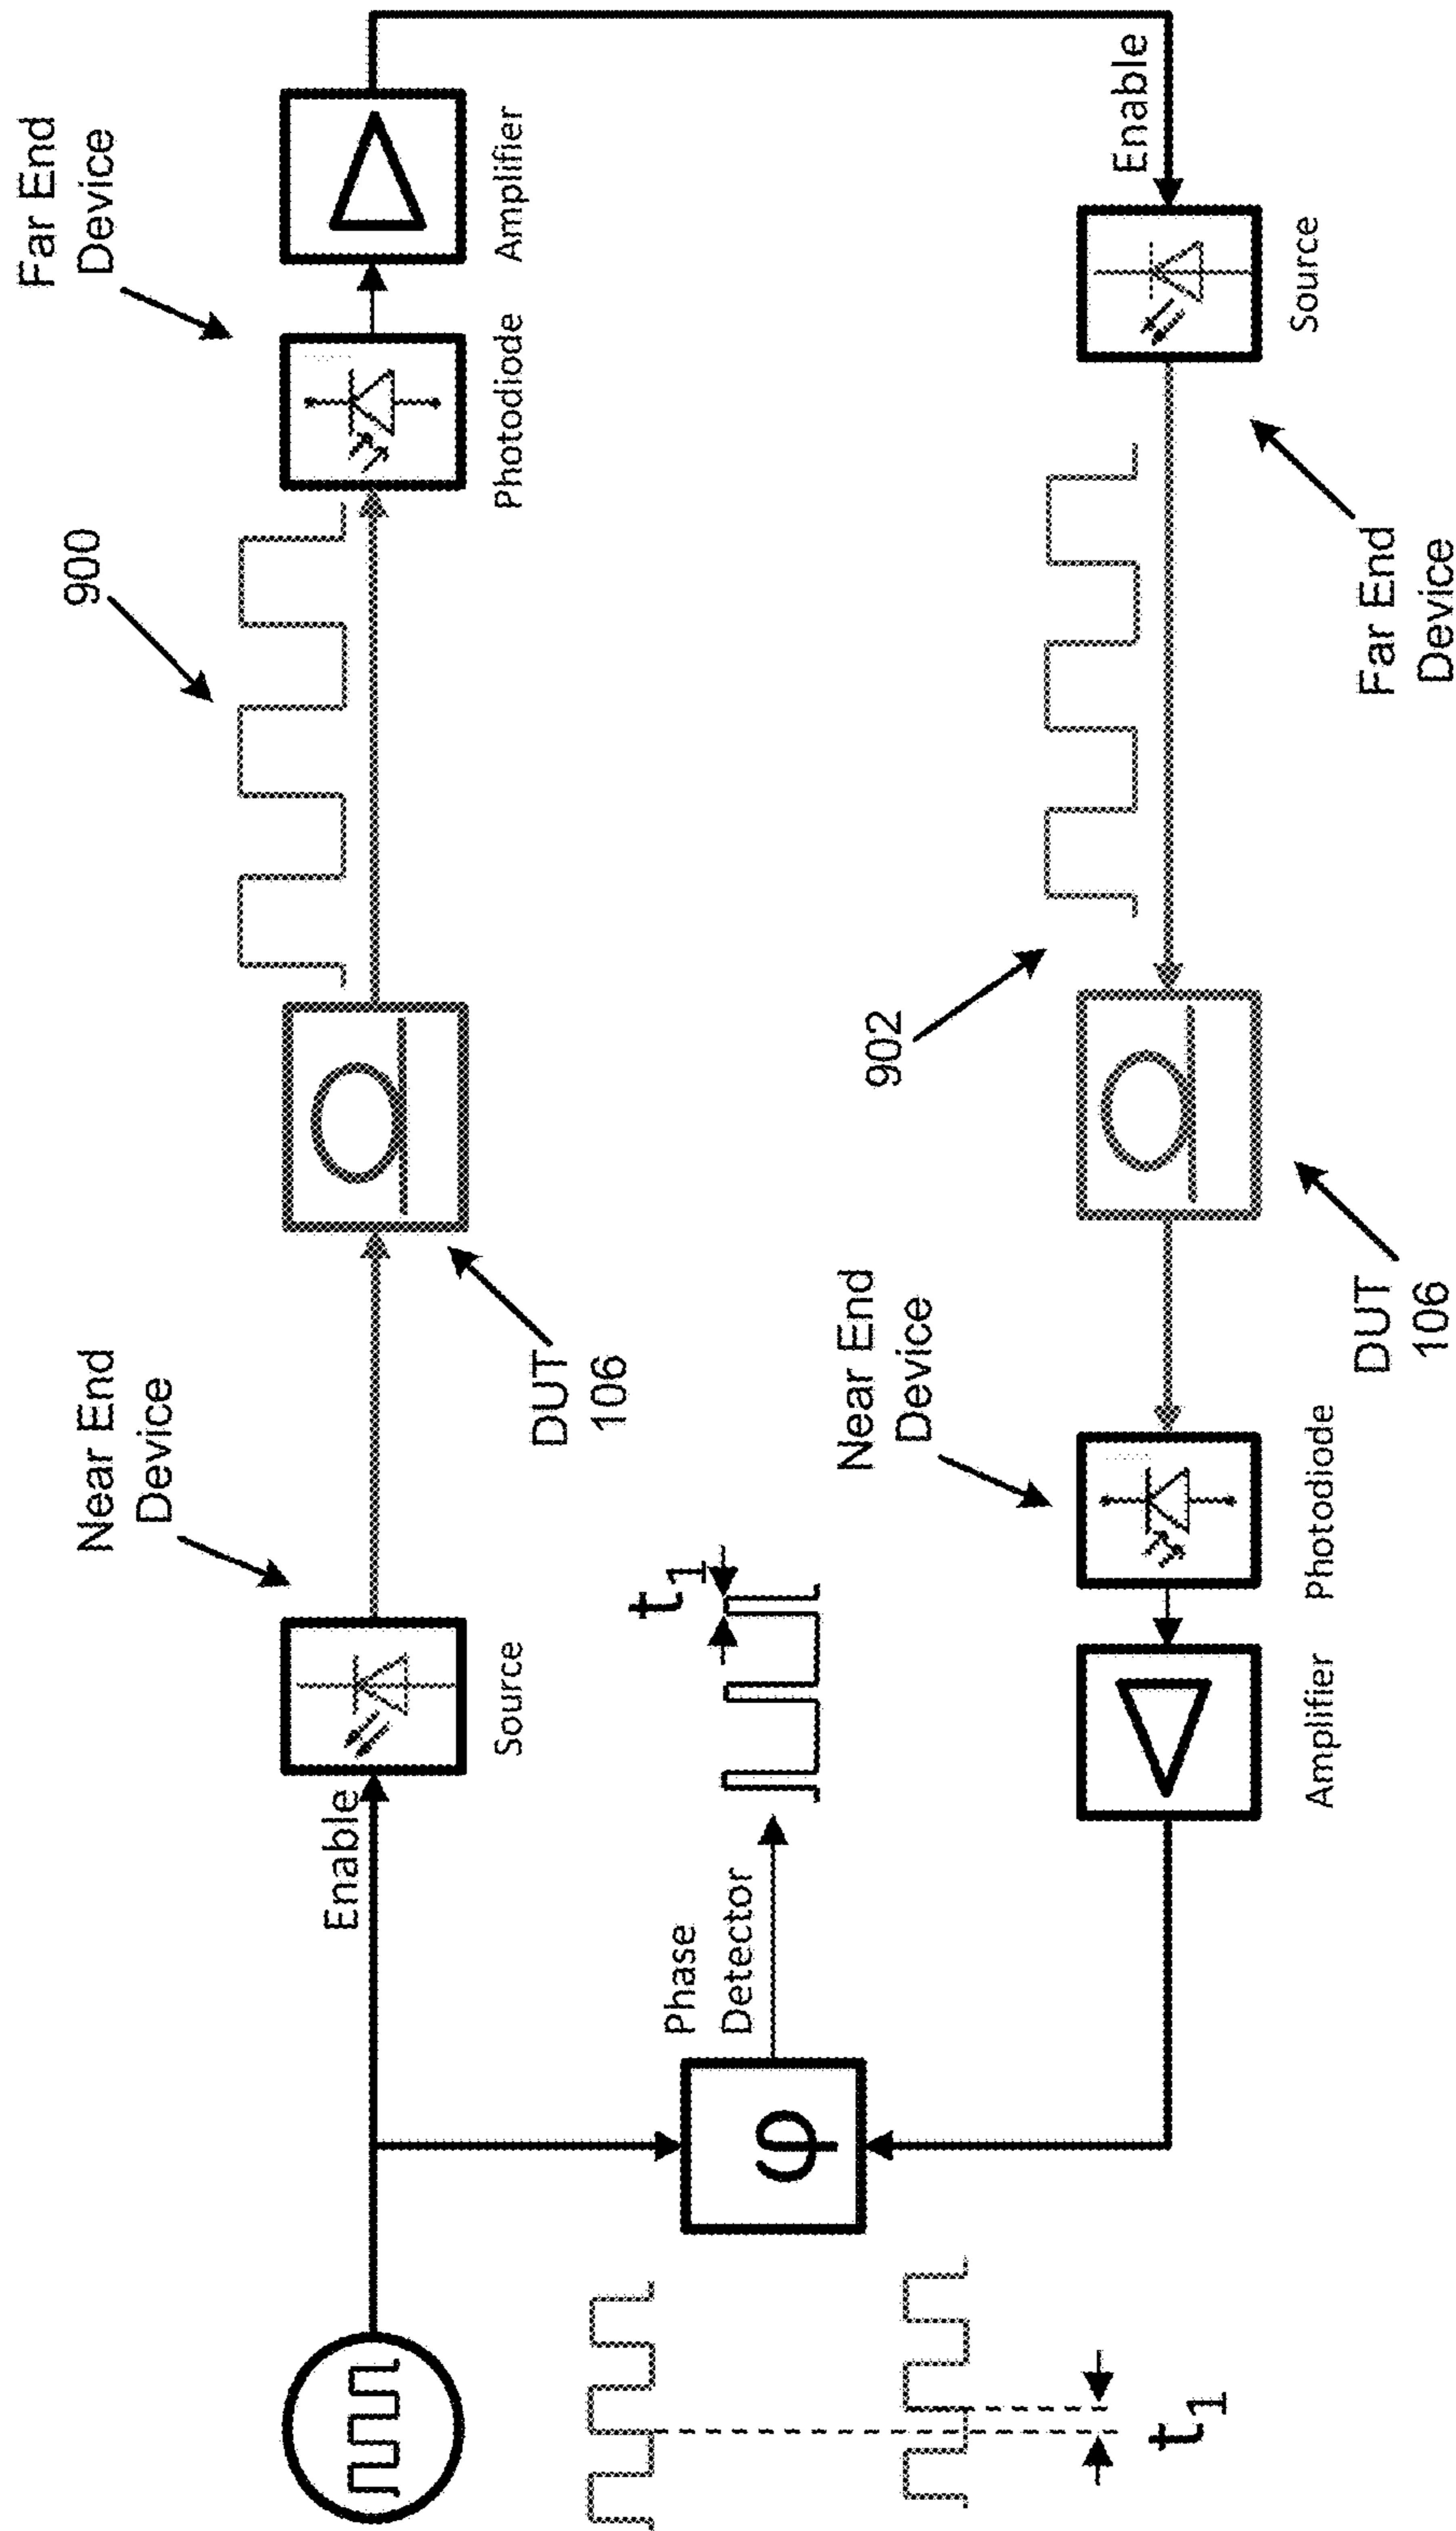 Enable
Source
Near End
Device
DUT
106
900
Photodiode
Far End
Device
Amplifier
φ
Phase
Detector
t1
t1
Amplifier
Photodiode
Near End
Device
DUT
106
902
Source
Enable
Far End
Device